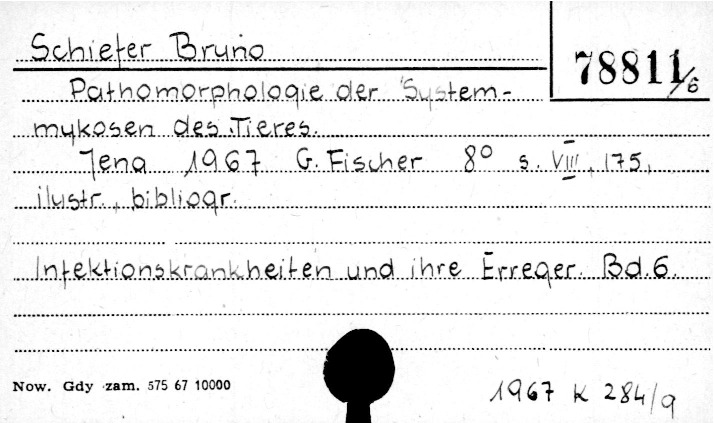 Schiefer Bruno
78811/6
Pathomorphologie der System-
mykosen des Tieres.
Jena 1967 G. Fischer 8° s. VIII, 175,
ilustr., bibliogr.
Infektionskrankheiten und ihre Erreger. Bd. 6.
Now. Gdy zam. 575 67 10000
1967 K 284/9